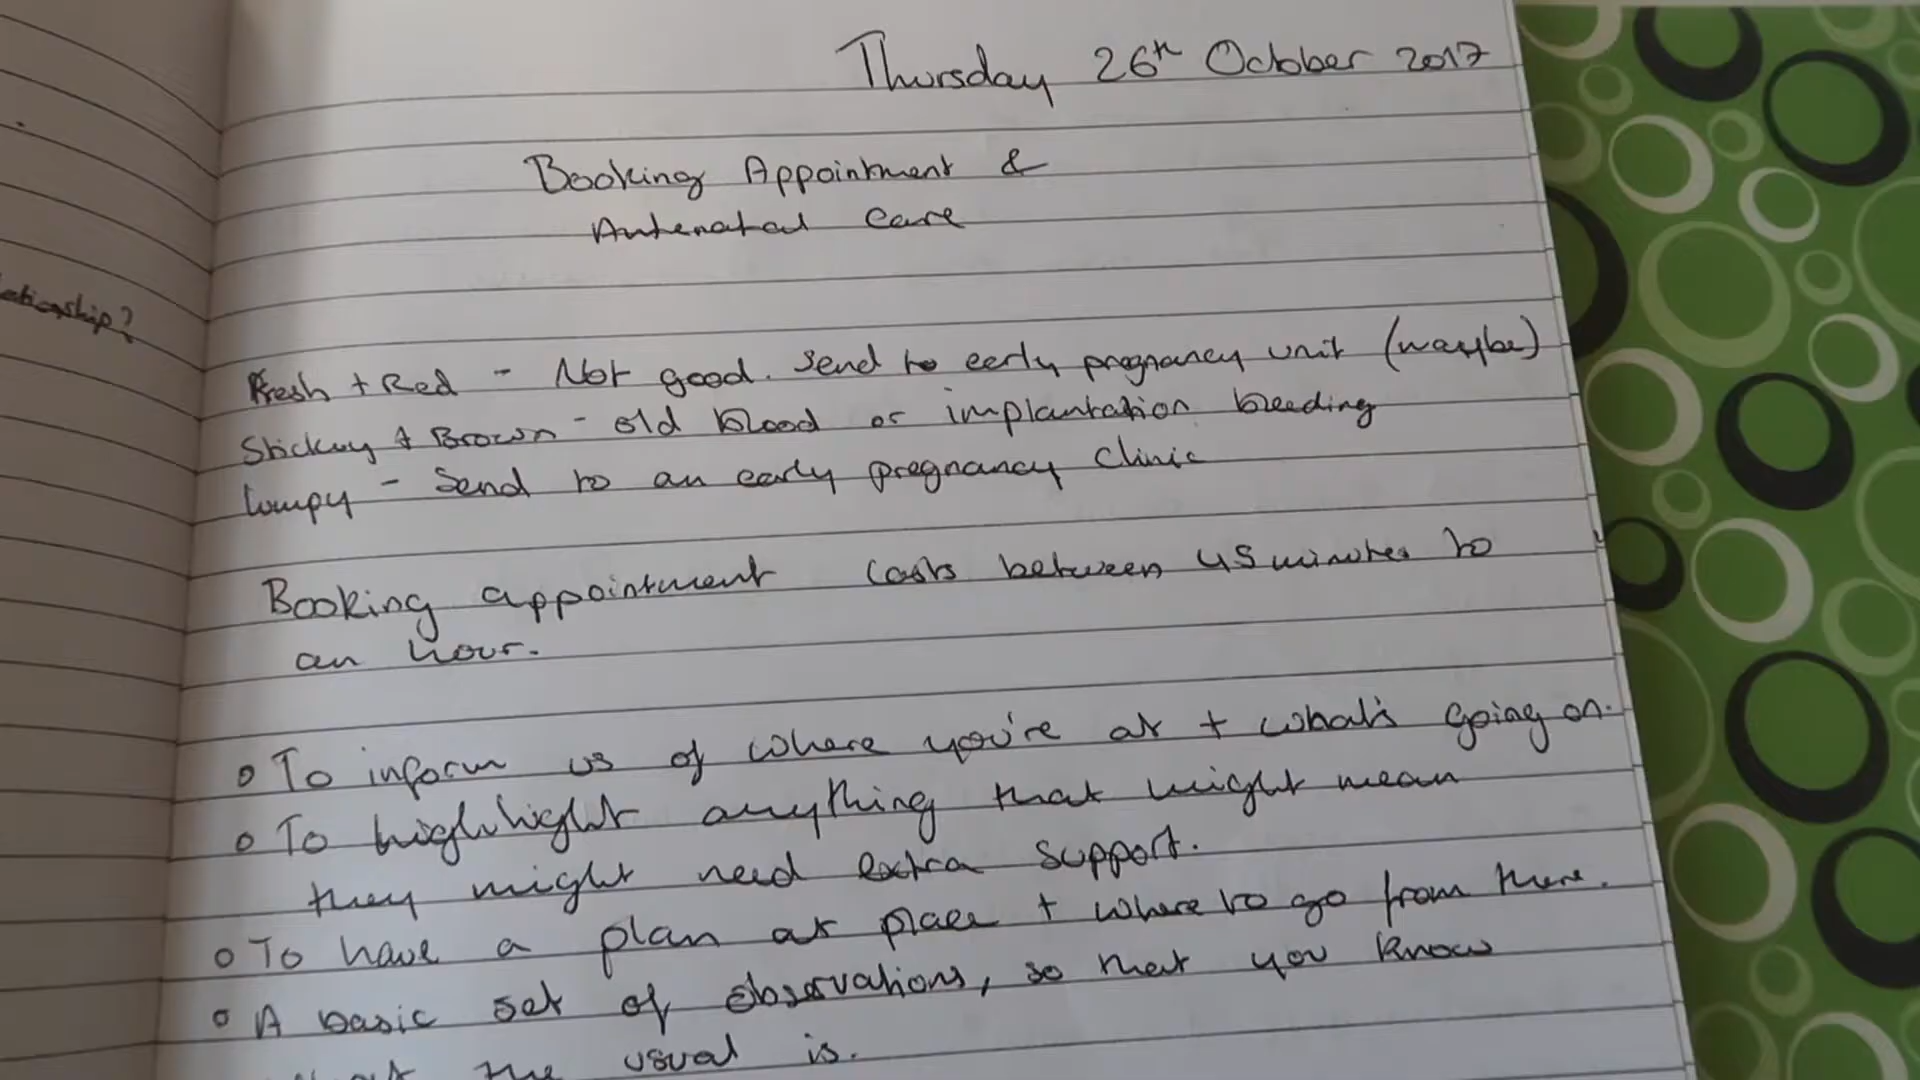 Thursday 26th October 2017
Booking Appointment &
Antenatal Care
ationship?
Fresh + Red - Not good. Send to early pregnancy unit (maybe)
Stickey + Brown - old blood or implantation bleeding
Lumpy - Send to an early pregnancy clinic
Booking appointment lasts between 45 minutes to
an hour.
o To inform us of where you're at + what's going on.
o To highlight anything that might mean
they might need extra support.
o To have a plan at place + where to go from there.
o A basic set of observations, so that you know
the usual is.